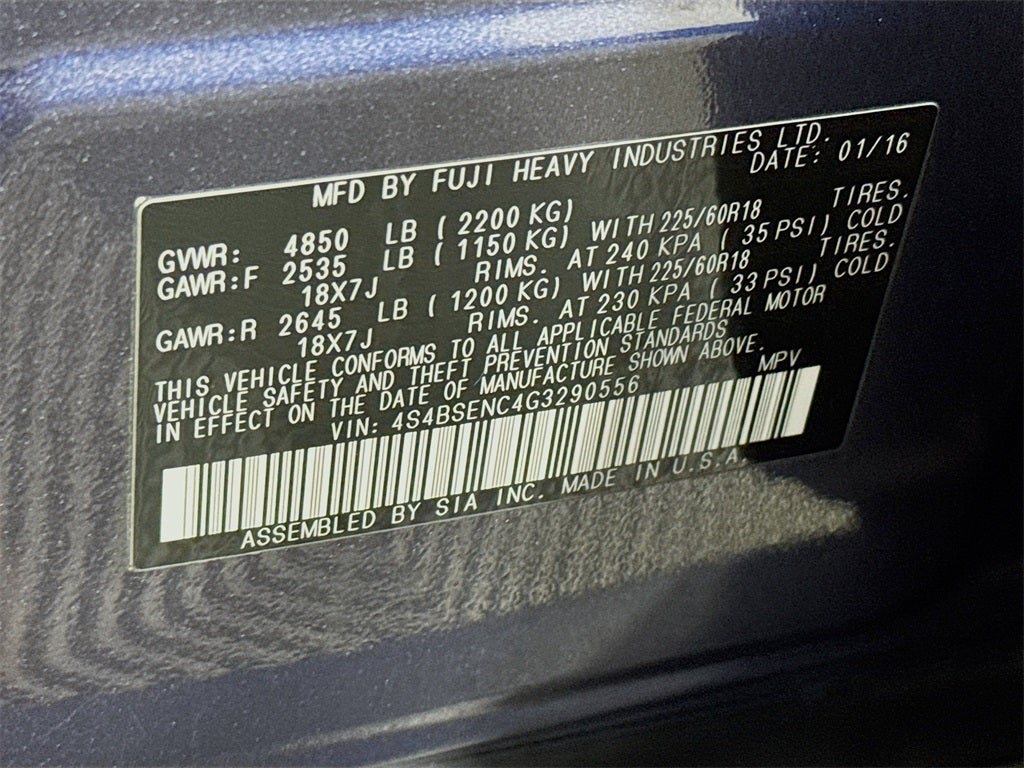 MFD BY FUJI HEAVY INDUSTRIES LTD.
DATE: 01/16
GVWR: 4850 LB ( 2200 KG)
GAWR:F 2535 LB ( 1150 KG) WITH 225/60R18 TIRES.
18X7J RIMS. AT 240 KPA ( 35 PSI) COLD
GAWR:R 2645 LB ( 1200 KG) WITH 225/60R18 TIRES.
18X7J RIMS. AT 230 KPA ( 33 PSI) COLD
THIS VEHICLE CONFORMS TO ALL APPLICABLE FEDERAL MOTOR
VEHICLE SAFETY AND THEFT PREVENTION STANDARDS
IN EFFECT ON THE DATE OF MANUFACTURE SHOWN ABOVE.
VIN: 4S4BSENC4G3290556 MPV
ASSEMBLED BY SIA INC. MADE IN U.S.A.